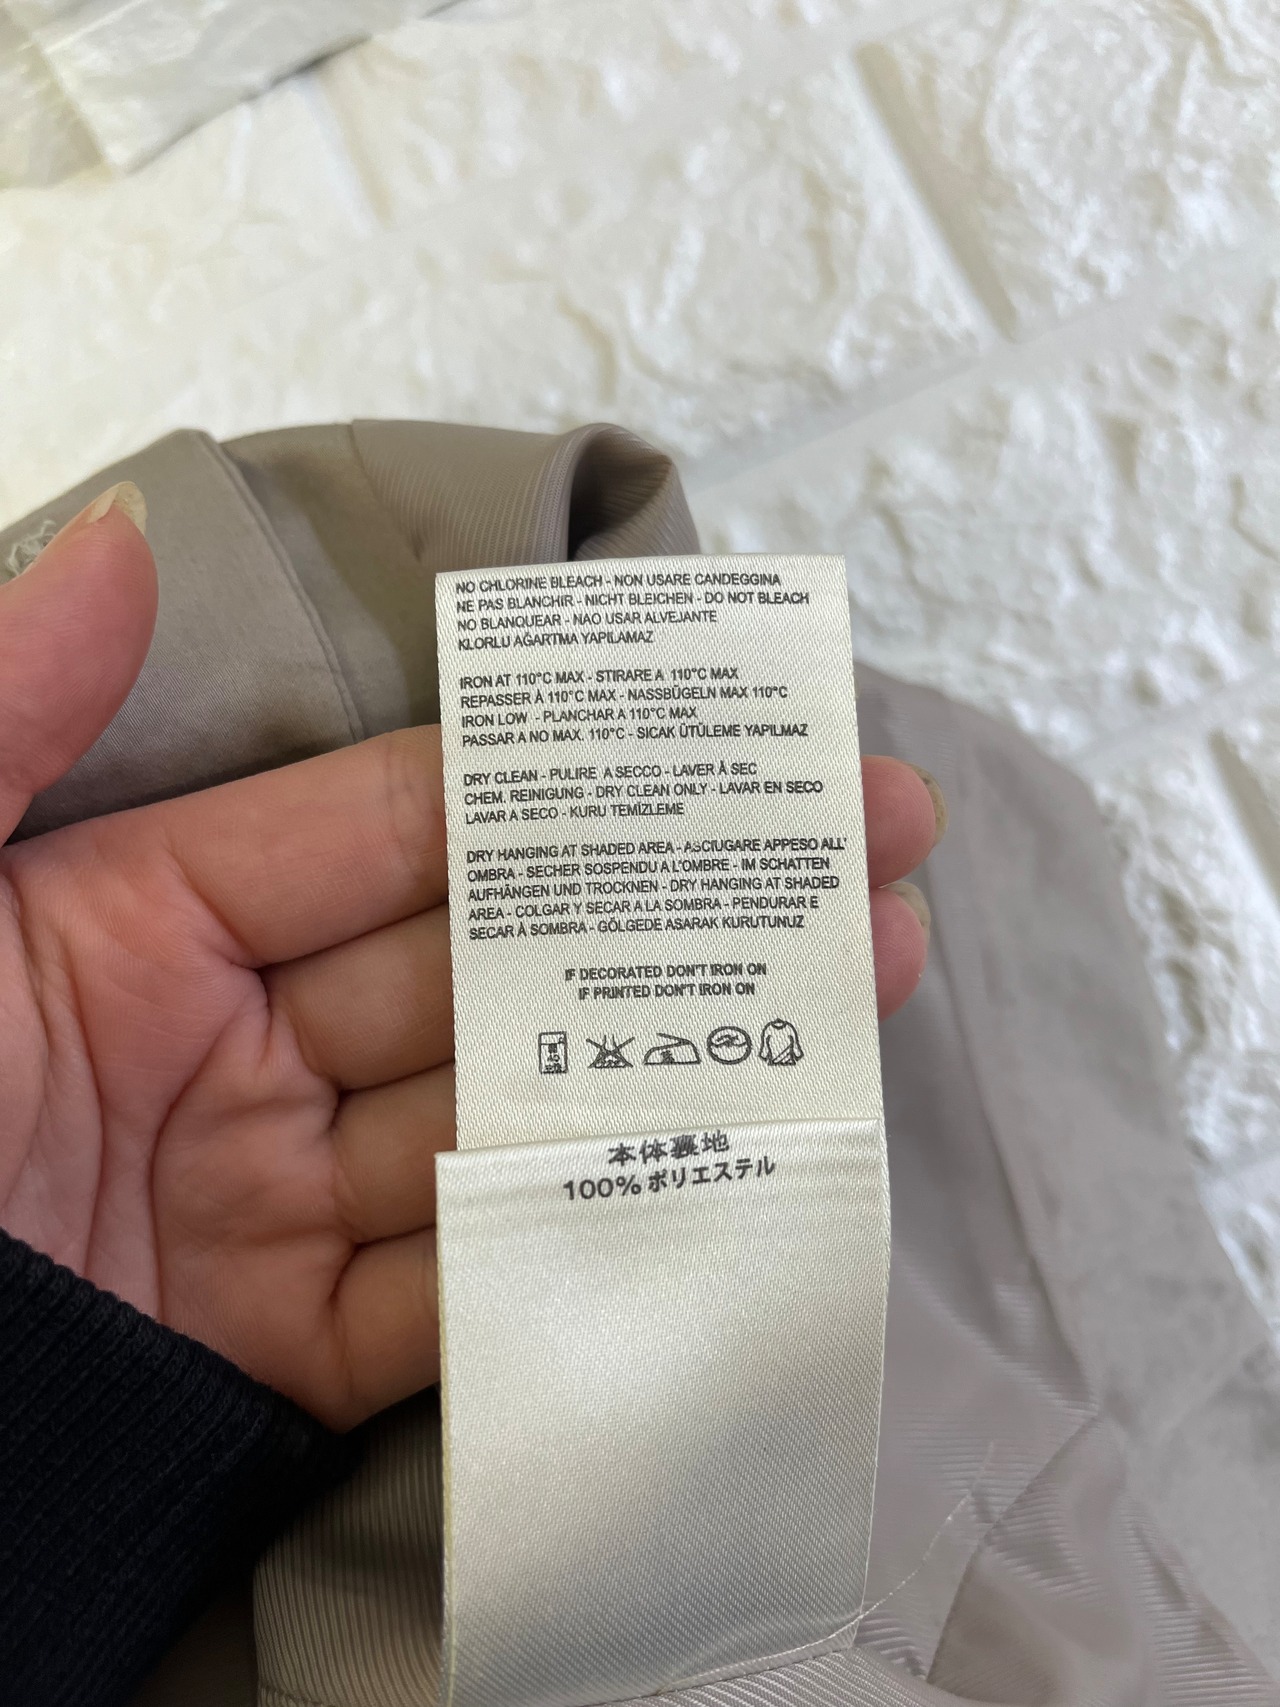 NO CHLORINE BLEACH - NON USARE CANDEGGINA
NE PAS BLANCHIR - NICHT BLEICHEN - DO NOT BLEACH
NO BLANQUEAR - NAO USAR ALVEJANTE
KLORLU AĞARTMA YAPILAMAZ
IRON AT 110°C MAX - STIRARE A 110°C MAX
REPASSER À 110°C MAX - NASSBÜGELN MAX 110°C
IRON LOW - PLANCHAR A 110°C MAX
PASSAR A NO MAX. 110°C - SICAK ÜTÜLEME YAPILMAZ
DRY CLEAN - PULIRE A SECCO - LAVER À SEC
CHEM. REINIGUNG - DRY CLEAN ONLY - LAVAR EN SECO
LAVAR A SECO - KURU TEMİZLEME
DRY HANGING AT SHADED AREA - ASCIUGARE APPESO ALL'
OMBRA - SECHER SOSPENDU A L'OMBRE - IM SCHATTEN
AUFHÄNGEN UND TROCKNEN - DRY HANGING AT SHADED
AREA - COLGAR Y SECAR A LA SOMBRA - PENDURAR E
SECAR À SOMBRA - GÖLGEDE ASARAK KURUTUNUZ
IF DECORATED DON'T IRON ON
IF PRINTED DON'T IRON ON
40
本体裏地
100% ポリエステル